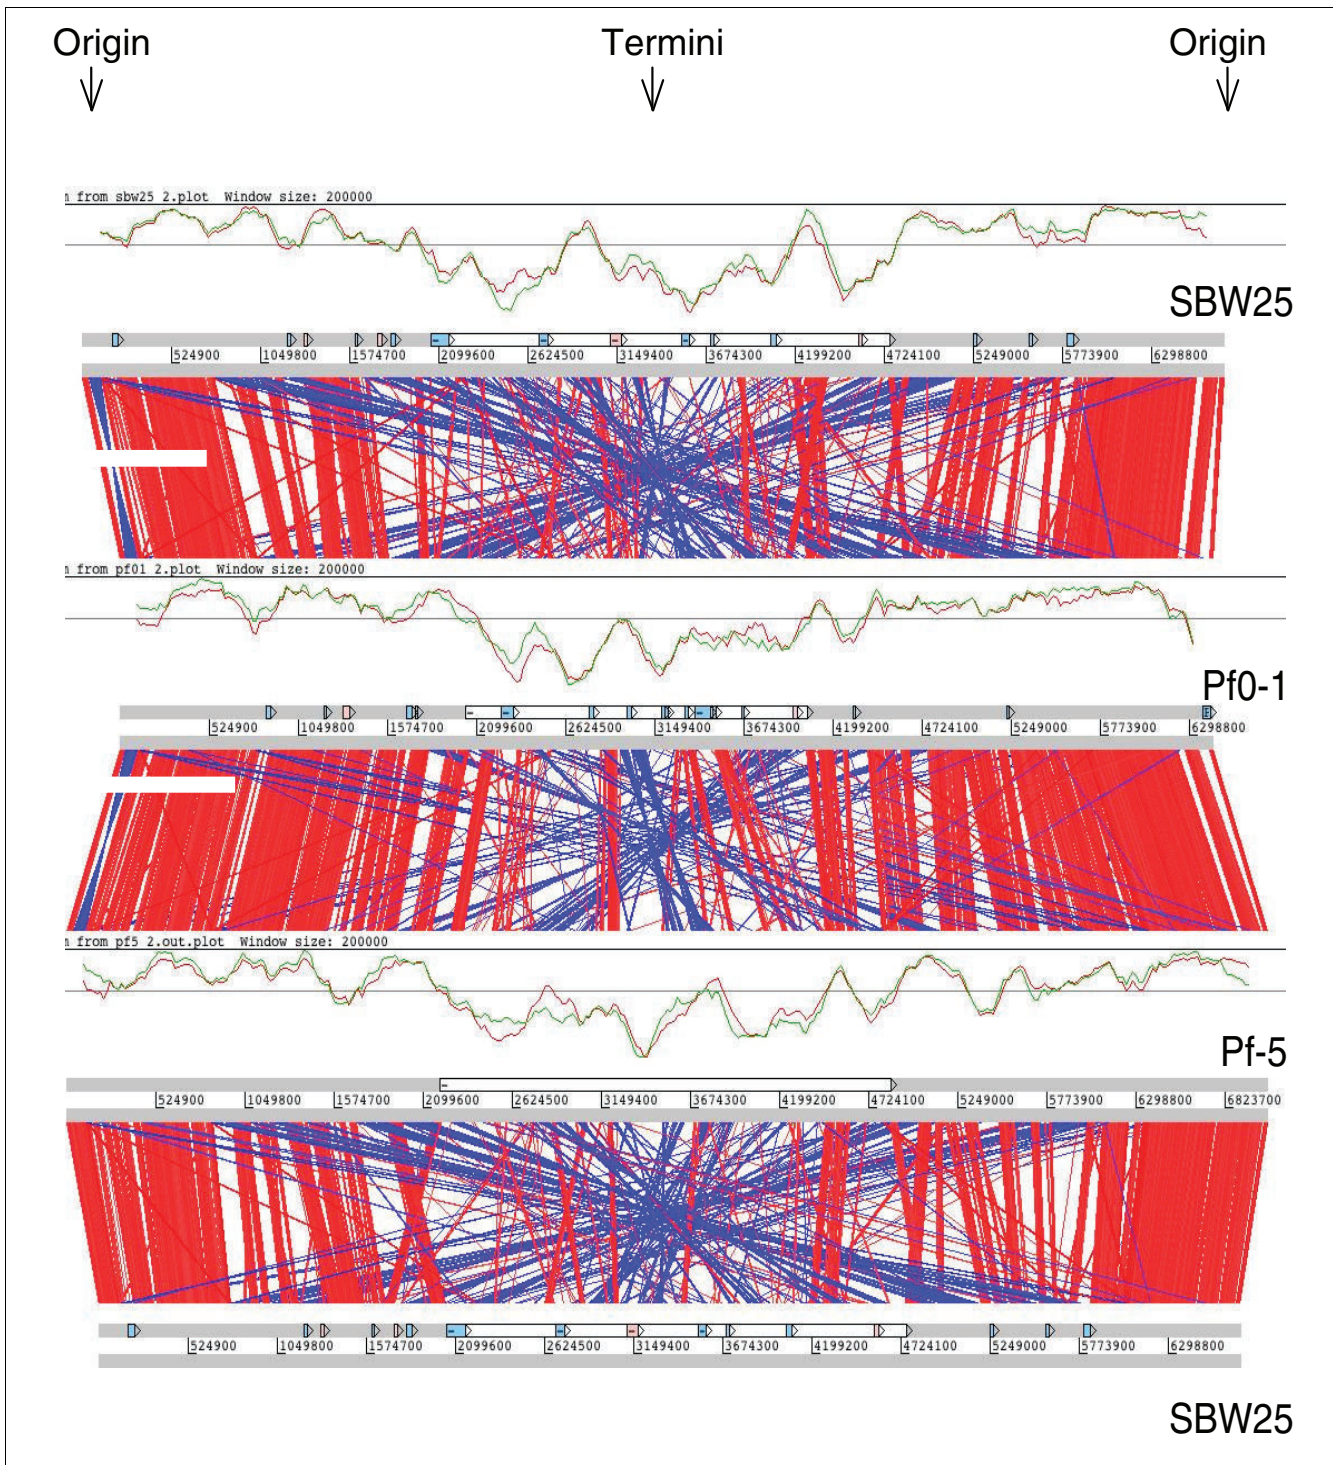 Origin Termini Origin
n from sbw25 2.plot Window size: 200000
SBW25
524900 1049800 1574700 2099600 2624500 3149400 3674300 4199200 4724100 5249000 5773900 6298800
n from pf01 2.plot Window size: 200000
Pf0-1
524900 1049800 1574700 2099600 2624500 3149400 3674300 4199200 4724100 5249000 5773900 6298800
n from pf5 2.out.plot Window size: 200000
Pf-5
524900 1049800 1574700 2099600 2624500 3149400 3674300 4199200 4724100 5249000 5773900 6298800 6823700
524900 1049800 1574700 2099600 2624500 3149400 3674300 4199200 4724100 5249000 5773900 6298800
SBW25